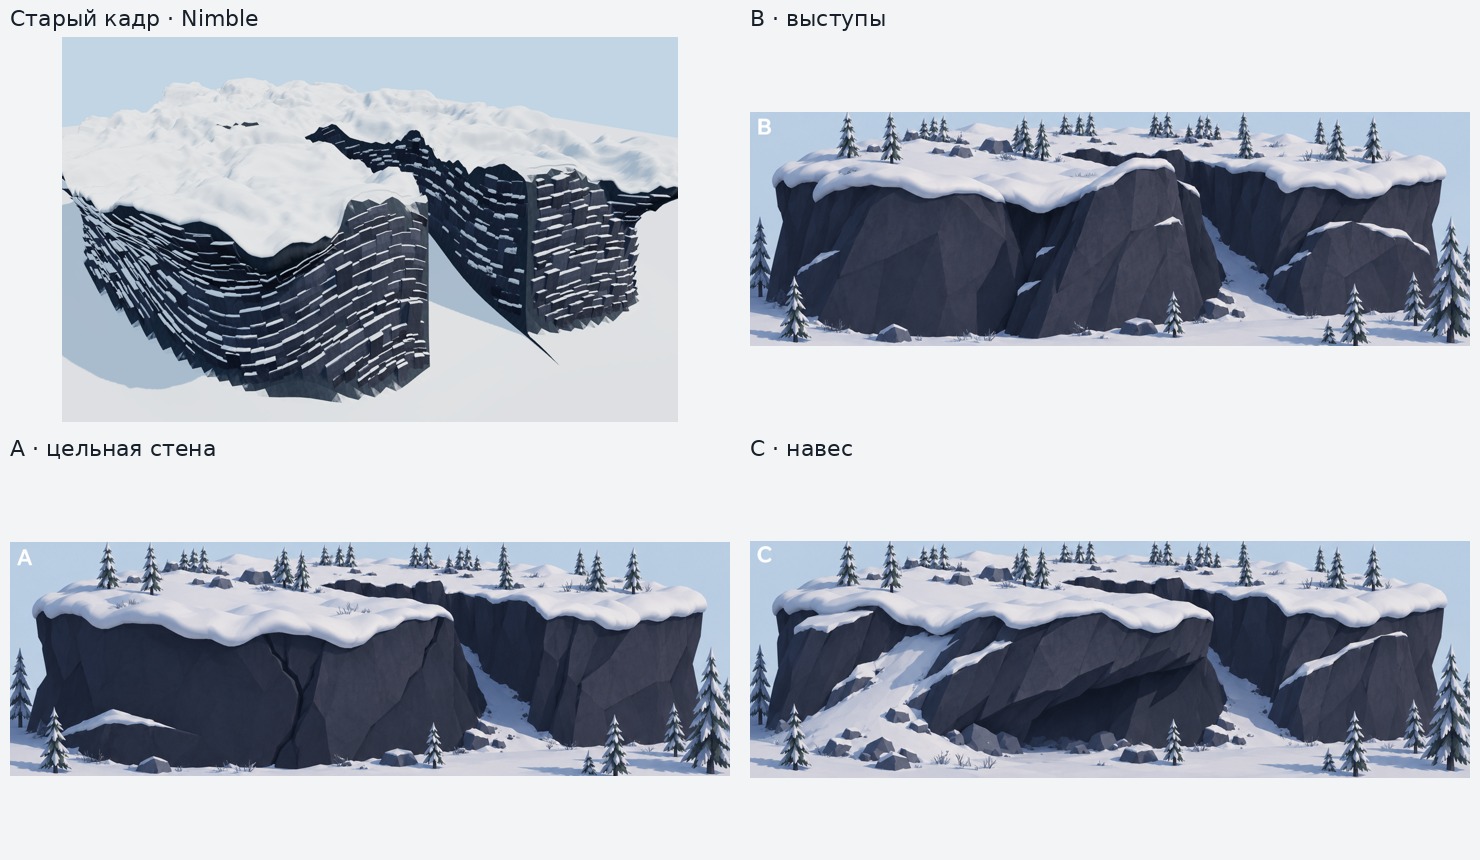 Старый кадр · Nimble
B · выступы
B
A · цельная стена
C · навес
A
C